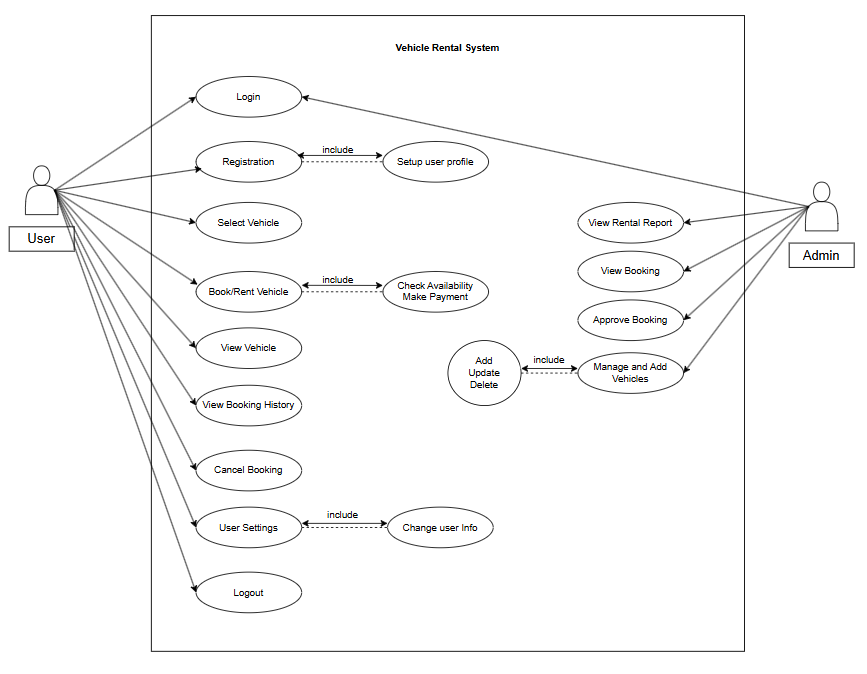 Vehicle Rental System
Login
Registration
include
Setup user profile
User
Select Vehicle
View Rental Report
Admin
View Booking
Book/Rent Vehicle
include
Check Availability
Make Payment
Approve Booking
View Vehicle
Add
Update
Delete
include
Manage and Add
Vehicles
View Booking History
Cancel Booking
User Settings
include
Change user Info
Logout